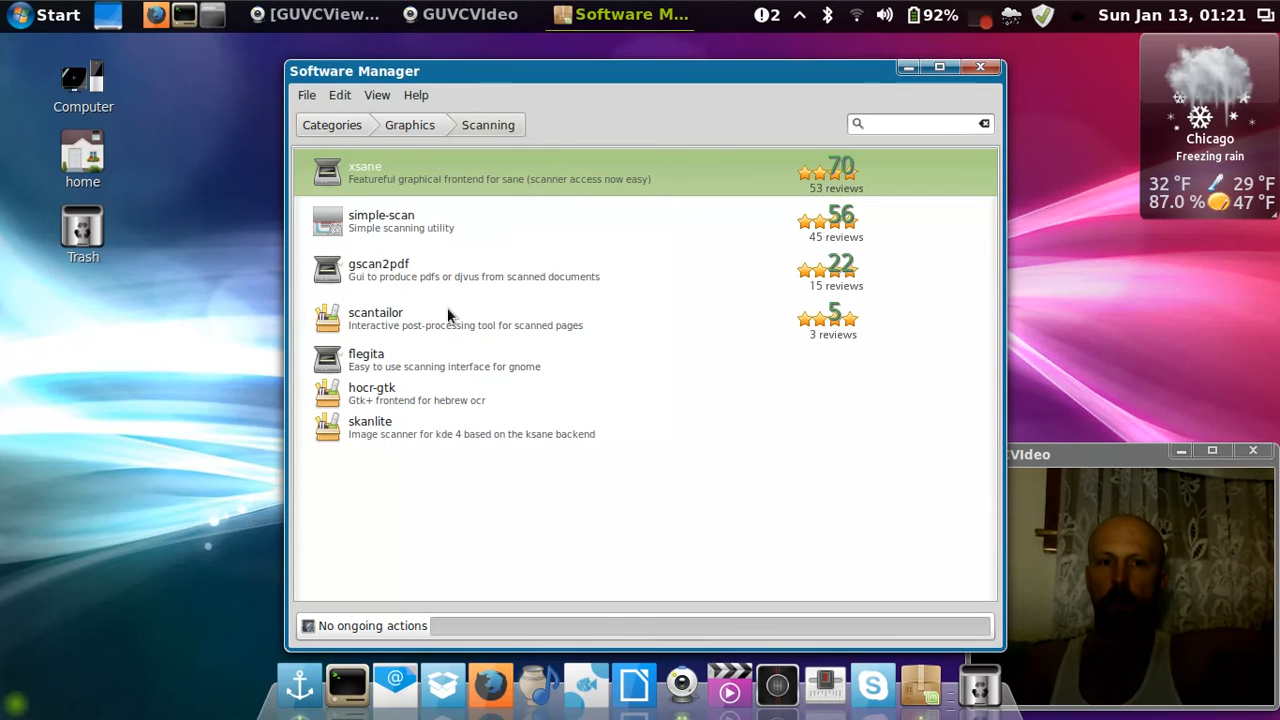 Start
[GUVCView...
GUVCVIdeo
Software M...
2
92%
Sun Jan 13, 01:21
Computer
home
Trash
Software Manager
File Edit View Help
Categories Graphics Scanning
xsane
Featureful graphical frontend for sane (scanner access now easy)
70
53 reviews
simple-scan
Simple scanning utility
56
45 reviews
gscan2pdf
Gui to produce pdfs or djvus from scanned documents
22
15 reviews
scantailor
Interactive post-processing tool for scanned pages
5
3 reviews
flegita
Easy to use scanning interface for gnome
hocr-gtk
Gtk+ frontend for hebrew ocr
skanlite
Image scanner for kde 4 based on the ksane backend
No ongoing actions
Chicago
Freezing rain
32 °F 29 °F
87.0 % 47 °F
CVIdeo